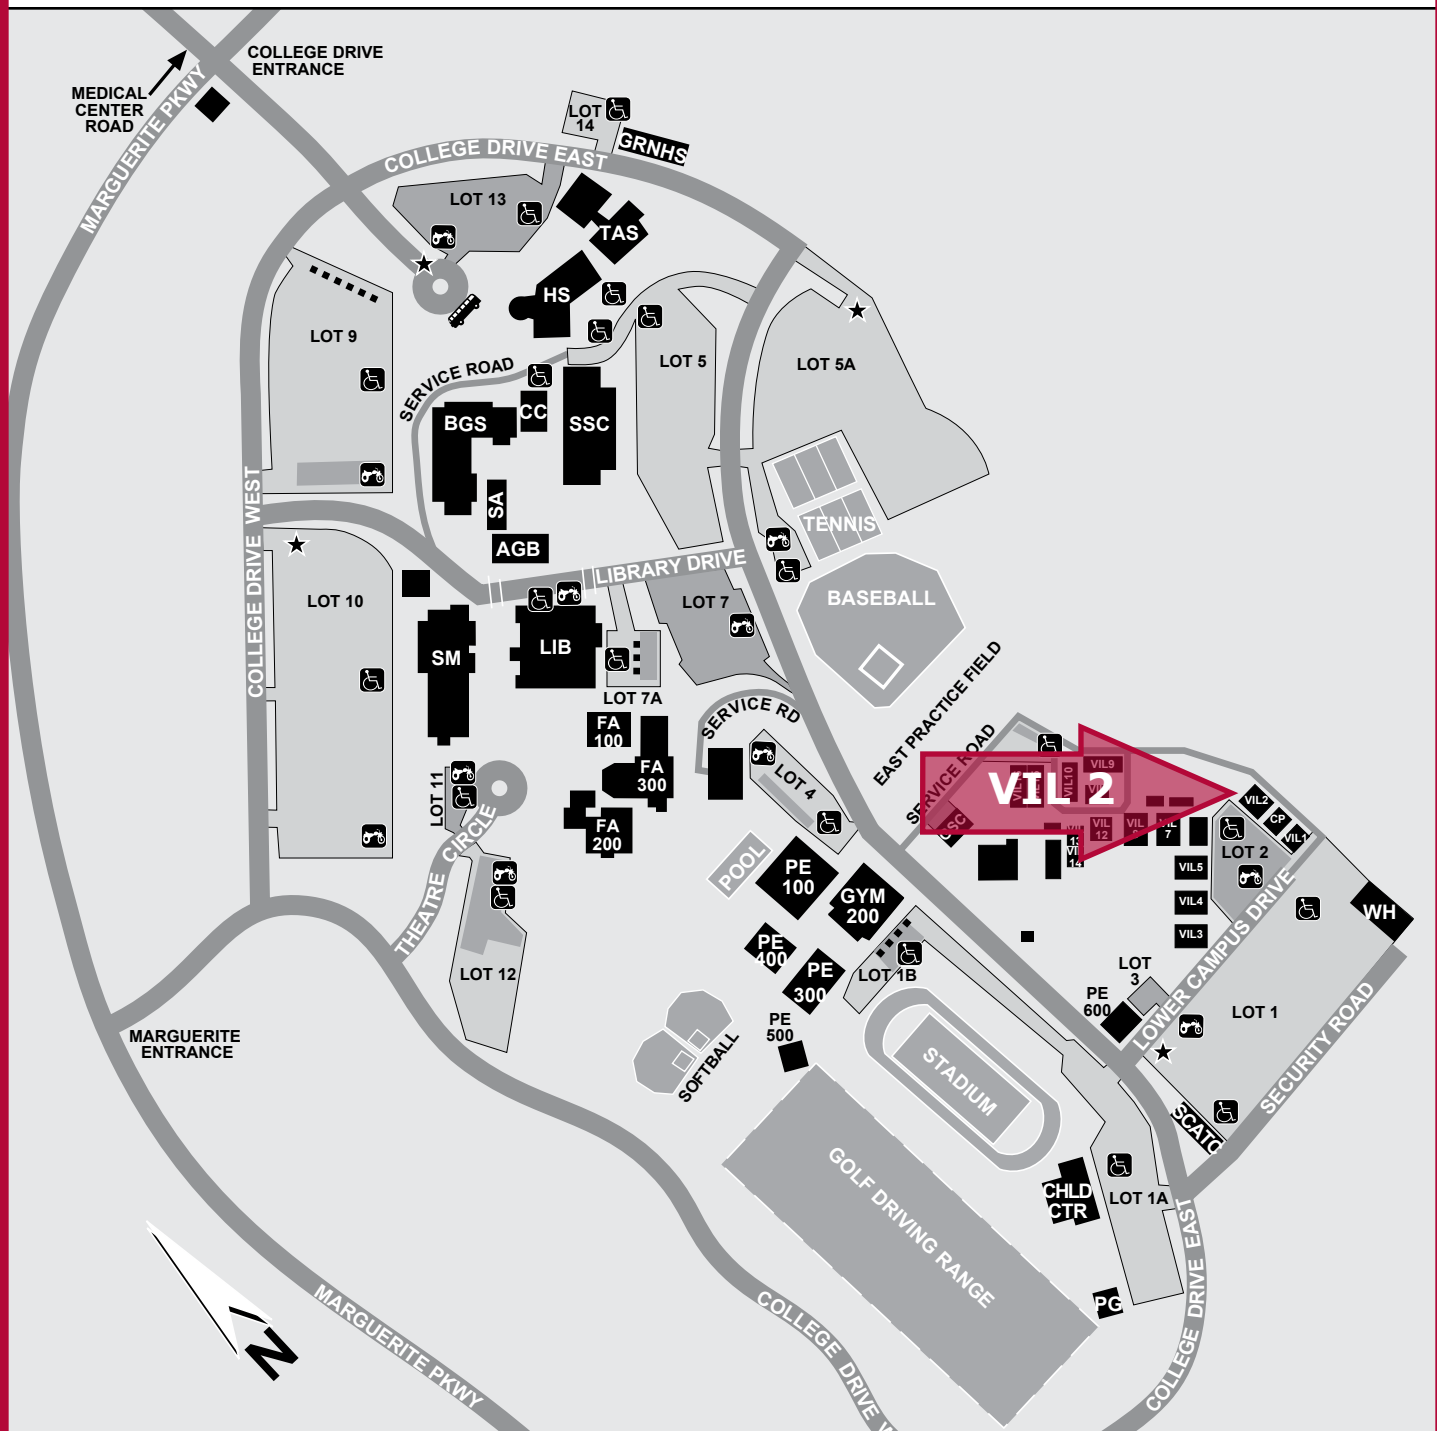 COLLEGE DRIVE
ENTRANCE
MEDICAL
CENTER
ROAD
MARGUERITE PKWY
LOT
14
GRNHS
COLLEGE DRIVE EAST
LOT 13
TAS
HS
LOT 9
SERVICE ROAD
LOT 5
LOT 5A
BGS
CC
SSC
SA
AGB
TENNIS
COLLEGE DRIVE WEST
LIBRARY DRIVE
LOT 10
LOT 7
BASEBALL
SM
LIB
LOT 7A
EAST PRACTICE FIELD
FA
100
SERVICE RD
SERVICE ROAD
FA
300
LOT 4
LOT 11
THEATRE CIRCLE
FA
200
VIL 2
VIL9
VIL10
VIL
12
VIL
7
VIL
14
VIL2
CP
VIL1
LOT 2
VIL5
VIL4
VIL3
POOL
PE
100
GYM
200
PE
400
PE
300
LOT 1B
WH
LOT 12
LOT
3
PE
600
LOWER CAMPUS DRIVE
LOT 1
SECURITY ROAD
MARGUERITE
ENTRANCE
PE
500
SOFTBALL
STADIUM
SCATC
GOLF DRIVING RANGE
CHLD
CTR
LOT 1A
PG
COLLEGE DRIVE EAST
N
MARGUERITE PKWY
COLLEGE DRIVE W